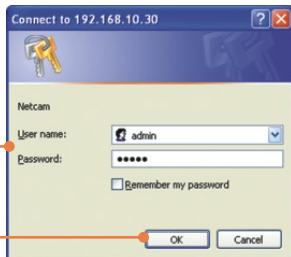 Connect to 192.168.10.30
Netcam
User name:
admin
Password:
•••••
Remember my password
OK
Cancel